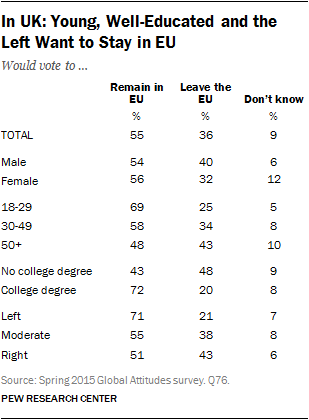 In UK: Young, Well-Educated and the
Left Want to Stay in EU
Would vote to ...
Remain in EU Leave the EU Don't know
% % %
TOTAL 55 36 9
Male 54 40 6
Female 56 32 12
18-29 69 25 5
30-49 58 34 8
50+ 48 43 10
No college degree 43 48 9
College degree 72 20 8
Left 71 21 7
Moderate 55 38 8
Right 51 43 6
Source: Spring 2015 Global Attitudes survey. Q76.
PEW RESEARCH CENTER